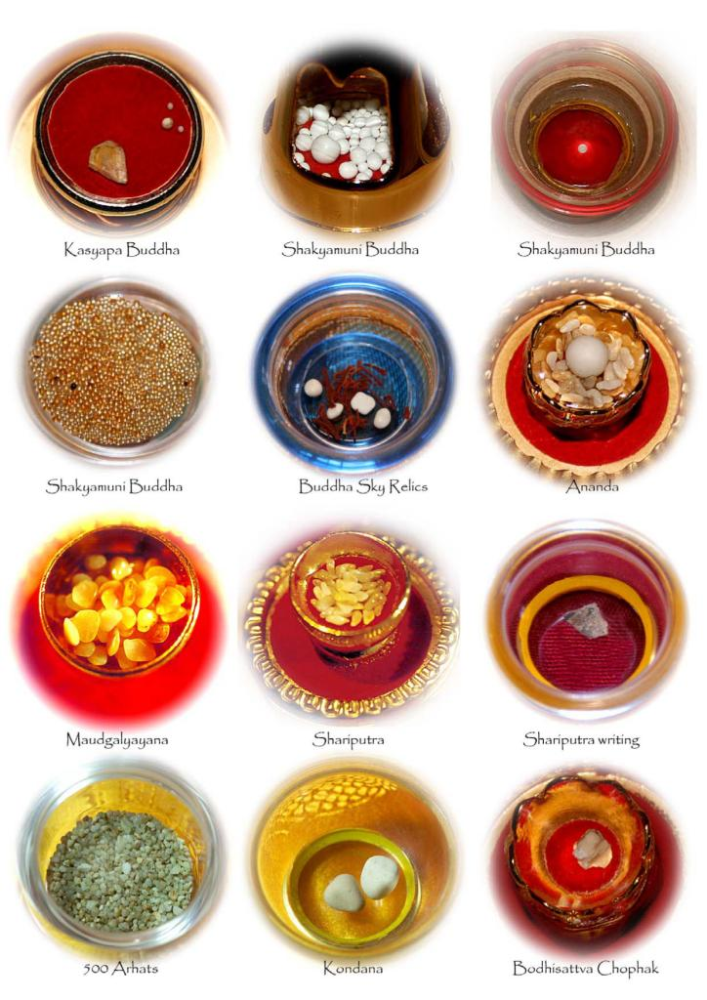 Kasyapa Buddha
Shakyamuni Buddha
Shakyamuni Buddha
Shakyamuni Buddha
Buddha Sky Relics
Ananda
Maudgalyayana
Shariputra
Shariputra writing
500 Arhats
Kondana
Bodhisattva Chophak